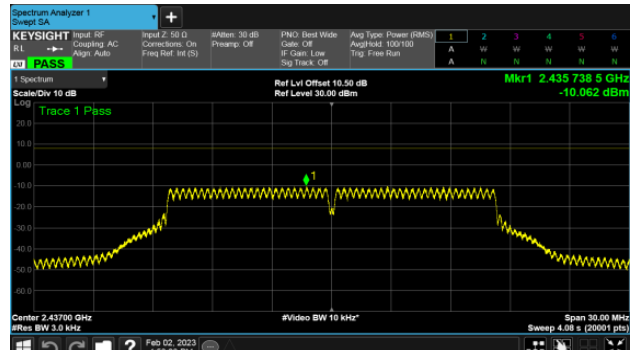 Spectrum Analyzer 1
Swept SA
+
KEYSIGHT Input: RF Input Z: 50 Ω #Atten: 30 dB PNO: Best Wide Avg Type: Power (RMS) 1 2 3 4 5 6
RL Coupling: AC Corrections: On Preamp: Off Gate: Off Avg|Hold: 100/100 A W W W W W
Align: Auto Freq Ref: Int (S) IF Gain: Low Trig: Free Run
LXI PASS Sig Track: Off A N N N N N
1 Spectrum Ref Lvl Offset 10.50 dB Mkr1 2.435 738 5 GHz
Scale/Div 10 dB Ref Level 30.00 dBm -10.062 dBm
Log
Trace 1 Pass
20.0
10.0
0.00
1
-10.0
-20.0
-30.0
-40.0
-50.0
-60.0
Center 2.43700 GHz #Video BW 10 kHz* Span 30.00 MHz
#Res BW 3.0 kHz Sweep 4.08 s (20001 pts)
? Feb 02, 2023